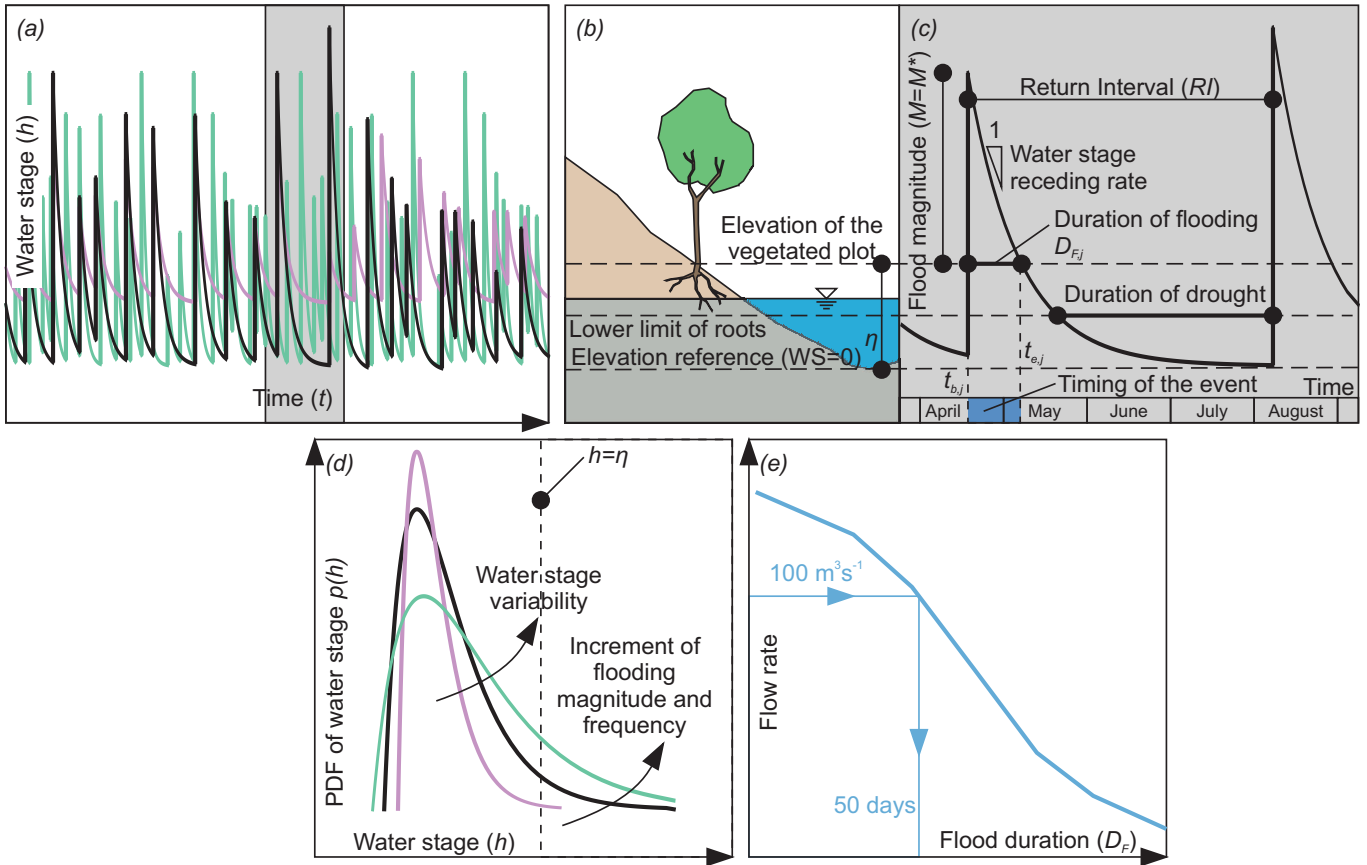 (a)
Water stage (h)
Time (t)
(b)
Elevation of the
vegetated plot
Lower limit of roots
Elevation reference (WS=0)
η
(c)
Flood magnitude (M=M*)
Return Interval (RI)
1
Water stage
receding rate
Duration of flooding
D_F,j
Duration of drought
t_e,j
t_b,j
Timing of the event
Time
April
May
June
July
August
(d)
h=η
Water stage
variability
Increment of
flooding
magnitude and
frequency
PDF of water stage p(h)
Water stage (h)
(e)
100 m³s⁻¹
Flow rate
50 days
Flood duration (D_F)